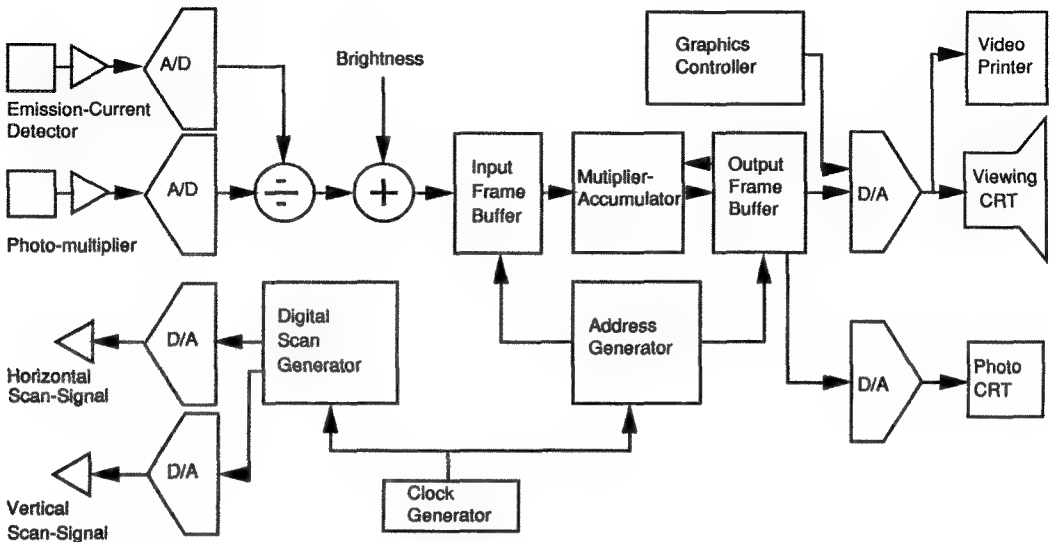 A/D
Emission-Current
Detector
Brightness
Graphics
Controller
Video
Printer
A/D
Photo-multiplier
÷
+
Input
Frame
Buffer
Mutiplier-
Accumulator
Output
Frame
Buffer
D/A
Viewing
CRT
D/A
Horizontal
Scan-Signal
Digital
Scan
Generator
Address
Generator
D/A
Photo
CRT
D/A
Vertical
Scan-Signal
Clock
Generator